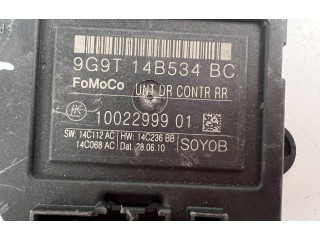 9G9T 14B534 BC
FoMoCo UNT DR CONTR RR
HK 10022999 01
SW: 14C112 AC HW: 14C236 BB S0Y0B
14C068 AC Dat. 28.06.10